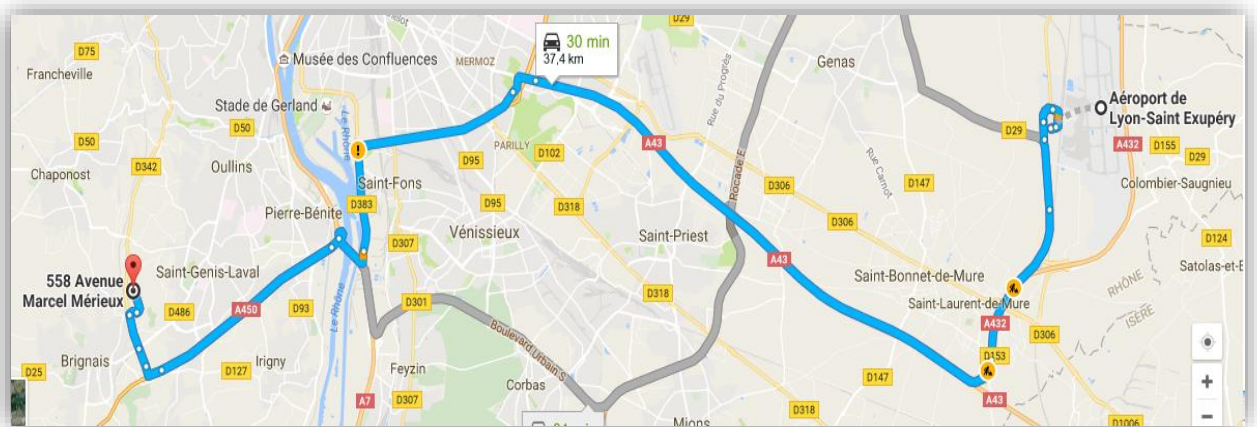 D75
Francheville
Musée des Confluences
MERMOZ
30 min
37,4 km
D29
Genas
Rue du Progrès
Stade de Gerland
Le Rhône
D50
D50
D342
Chaponost
Oullins
D95
PARILLY
D102
A43
Rocade E
Rue Carnot
D29
Aéroport de
Lyon-Saint Exupéry
A432
D155
D29
Colombier-Saugnieu
Saint-Fons
D383
D95
D318
D306
D147
Pierre-Bénite
D307
Vénissieux
Saint-Priest
D306
D124
Satolas-et-B
558 Avenue
Marcel Mérieux
Saint-Genis-Laval
D486
A450
D93
Le Rhône
D301
D318
A43
Saint-Bonnet-de-Mure
Saint-Laurent-de-Mure
RHÔNE
ISÈRE
A432
D306
Boulevard Urbain S
D25
Brignais
D127
Irigny
Feyzin
Corbas
D153
D147
A7
D307
D318
A43
Mions
D1006
+
−